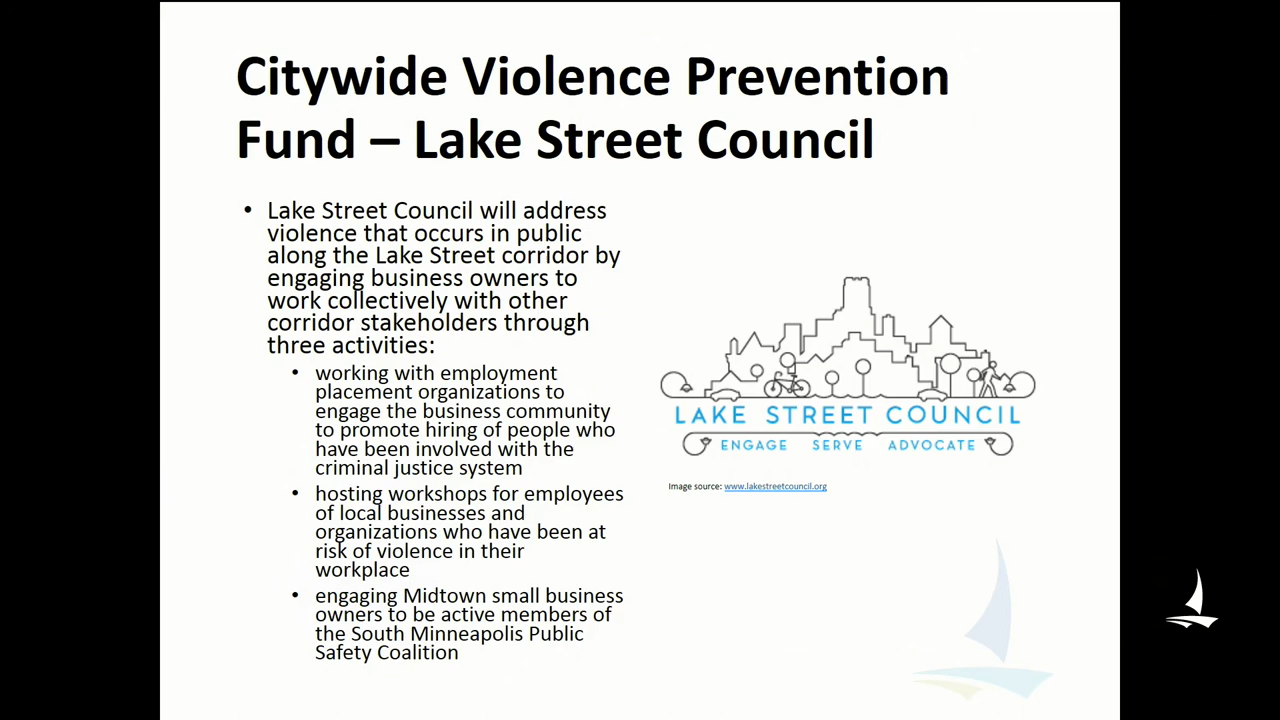 Citywide Violence Prevention
Fund – Lake Street Council
• Lake Street Council will address
violence that occurs in public
along the Lake Street corridor by
engaging business owners to
work collectively with other
corridor stakeholders through
three activities:
• working with employment
placement organizations to
engage the business community
to promote hiring of people who
have been involved with the
criminal justice system
• hosting workshops for employees
of local businesses and
organizations who have been at
risk of violence in their
workplace
• engaging Midtown small business
owners to be active members of
the South Minneapolis Public
Safety Coalition
LAKE STREET COUNCIL
ENGAGE SERVE ADVOCATE
Image source: www.lakestreetcouncil.org